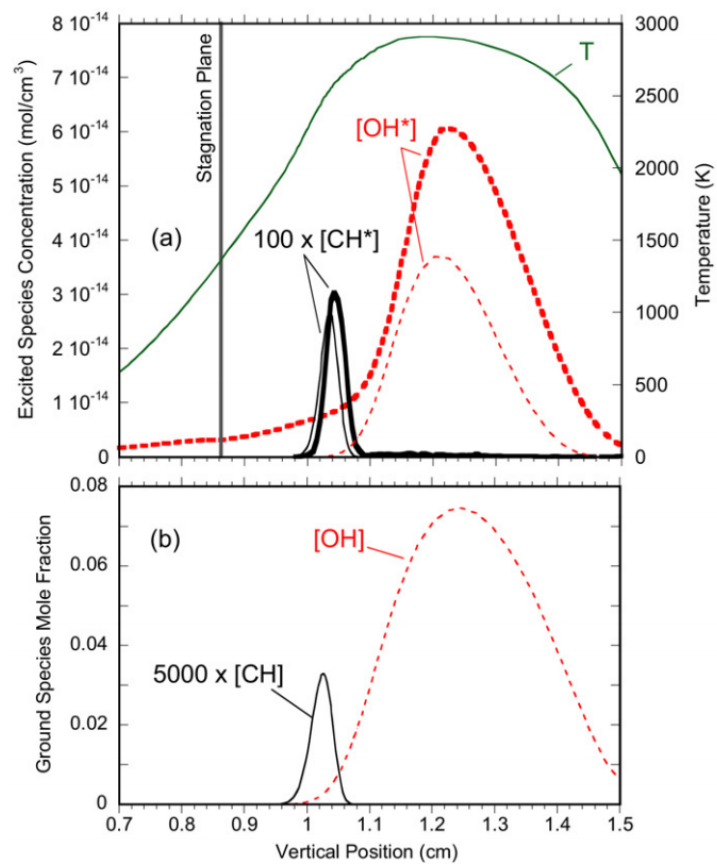 8 10⁻¹⁴
7 10⁻¹⁴
6 10⁻¹⁴
5 10⁻¹⁴
4 10⁻¹⁴
3 10⁻¹⁴
2 10⁻¹⁴
1 10⁻¹⁴
0
Excited Species Concentration (mol/cm³)
Stagnation Plane
(a)
100 x [CH*]
[OH*]
T
3000
2500
2000
1500
1000
500
0
Temperature (K)
0.08
0.06
0.04
0.02
0
Ground Species Mole Fraction
(b)
[OH]
5000 x [CH]
0.7 0.8 0.9 1 1.1 1.2 1.3 1.4 1.5
Vertical Position (cm)